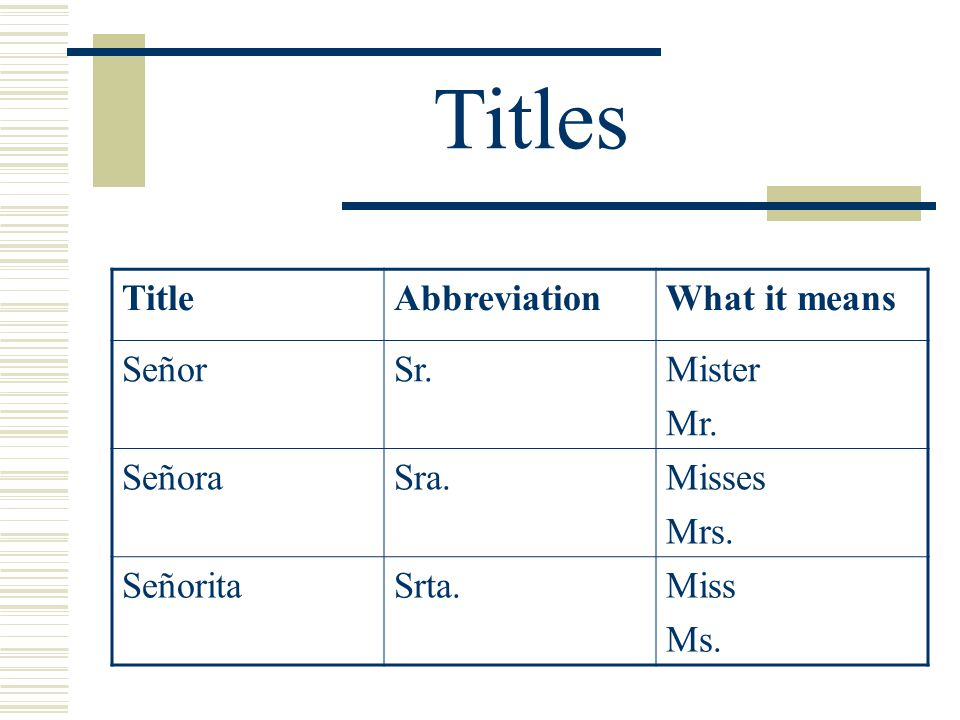 Titles
Title Abbreviation What it means
Señor Sr. Mister
Mr.
Señora Sra. Misses
Mrs.
Señorita Srta. Miss
Ms.